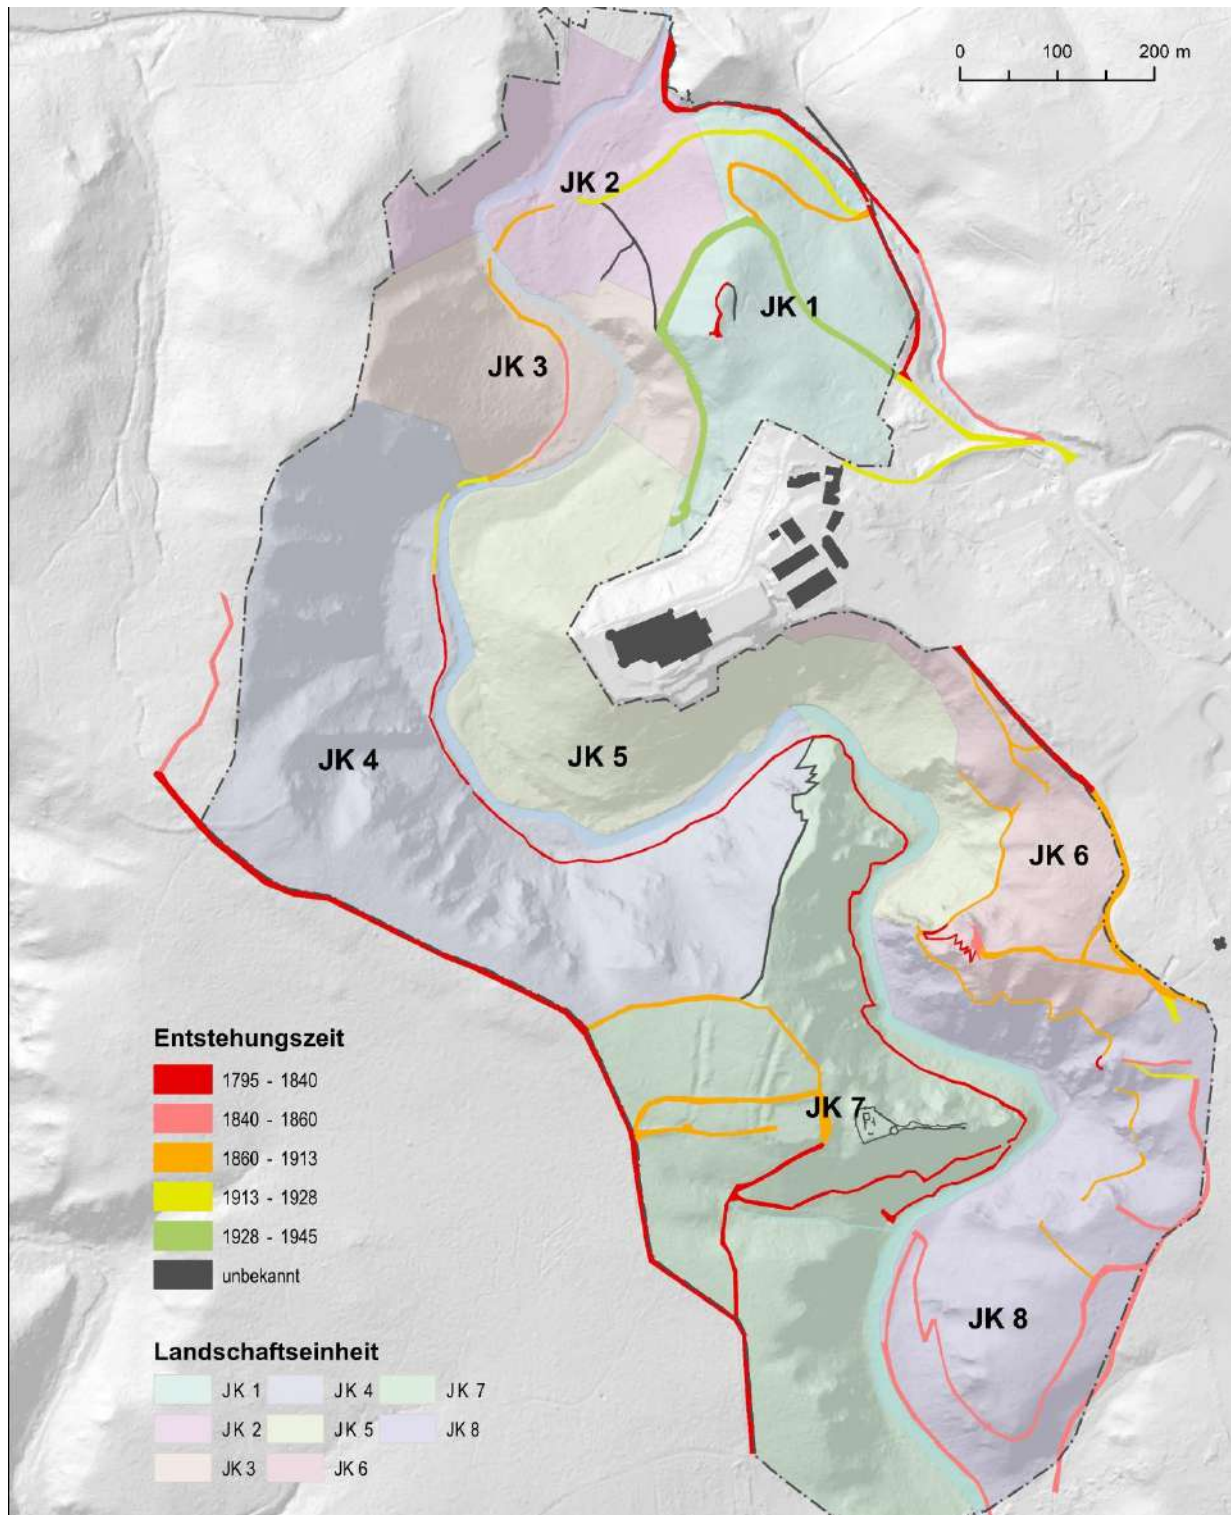 0 100 200 m
JK 2
JK 1
JK 3
JK 4
JK 5
JK 6
JK 7
JK 8
Entstehungszeit
1795 - 1840
1840 - 1860
1860 - 1913
1913 - 1928
1928 - 1945
unbekannt
Landschaftseinheit
JK 1 JK 4 JK 7
JK 2 JK 5 JK 8
JK 3 JK 6